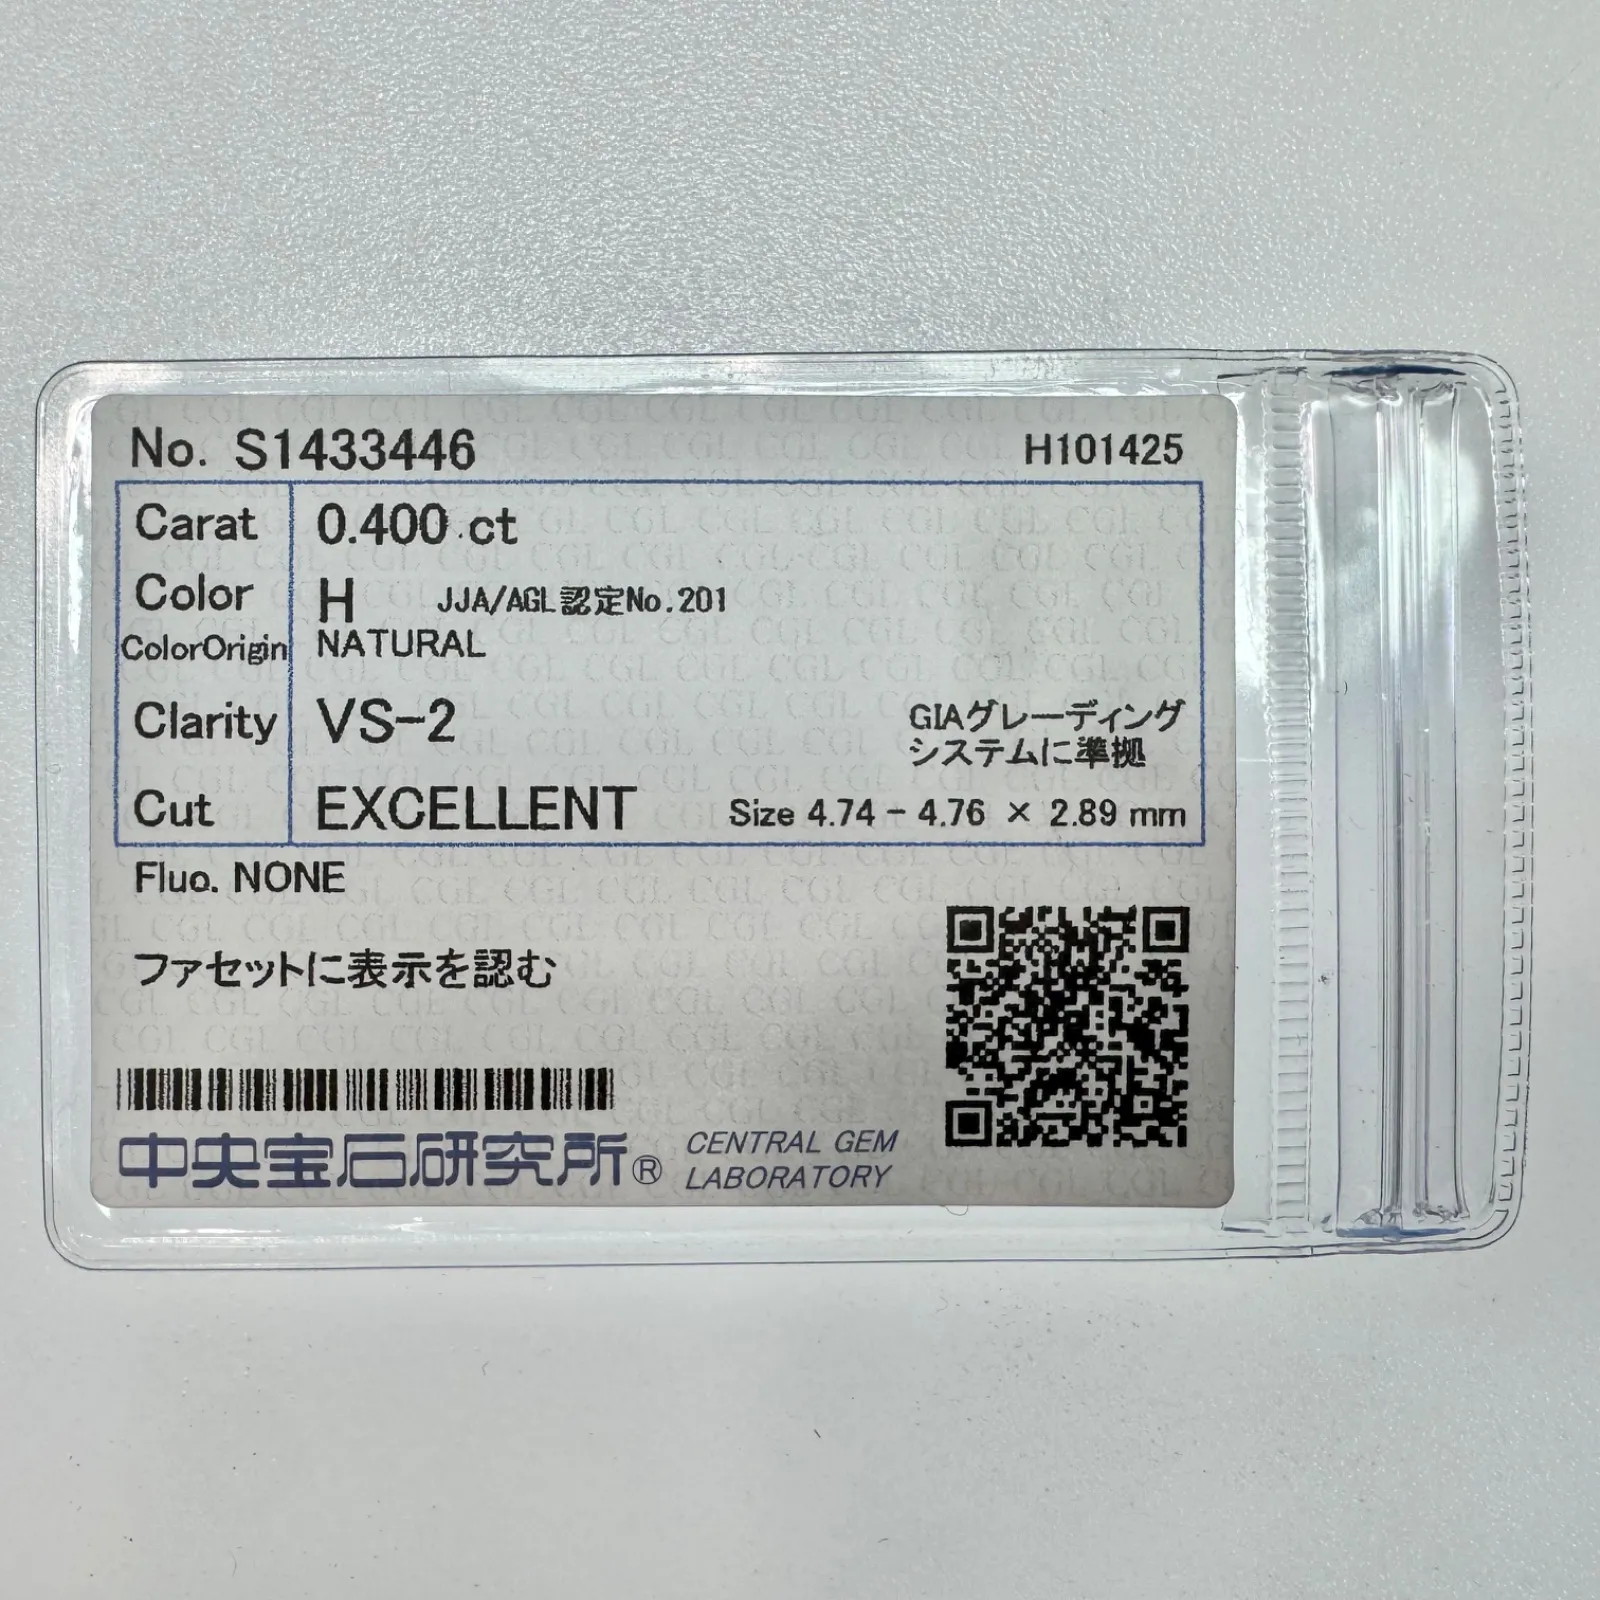 No. S1433446 H101425
Carat 0.400 ct
Color H JJA/AGL認定No.201
ColorOrigin NATURAL
Clarity VS-2 GIAグレーディング
システムに準拠
Cut EXCELLENT Size 4.74 - 4.76 × 2.89 mm
Fluo. NONE
ファセットに表示を認む
中央宝石研究所® CENTRAL GEM
LABORATORY